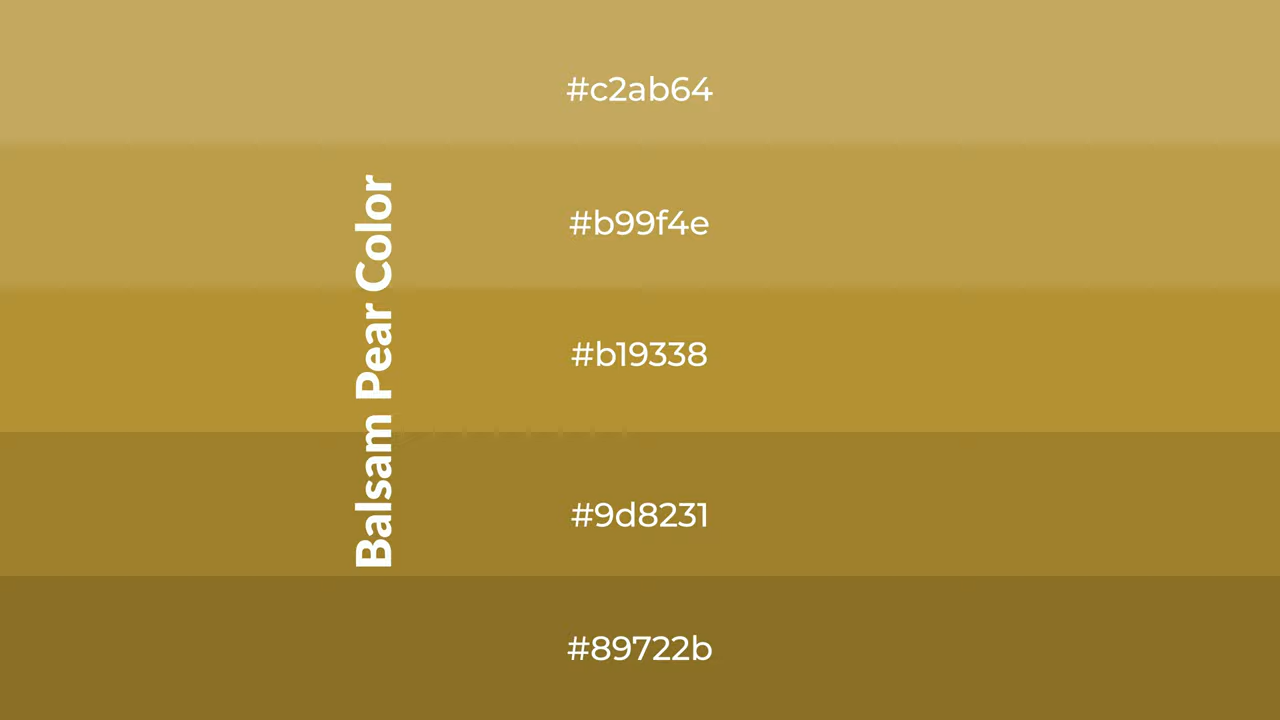 Balsam Pear Color
#c2ab64
#b99f4e
#b19338
#9d8231
#89722b